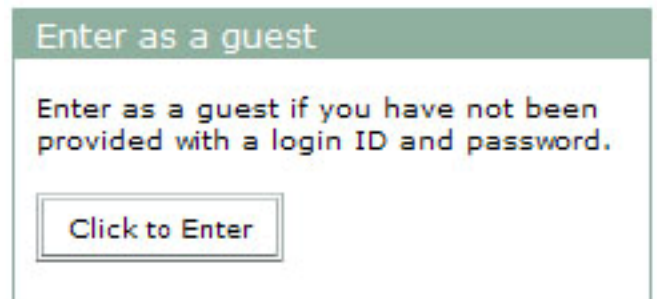 Enter as a guest
Enter as a guest if you have not been
provided with a login ID and password.
Click to Enter